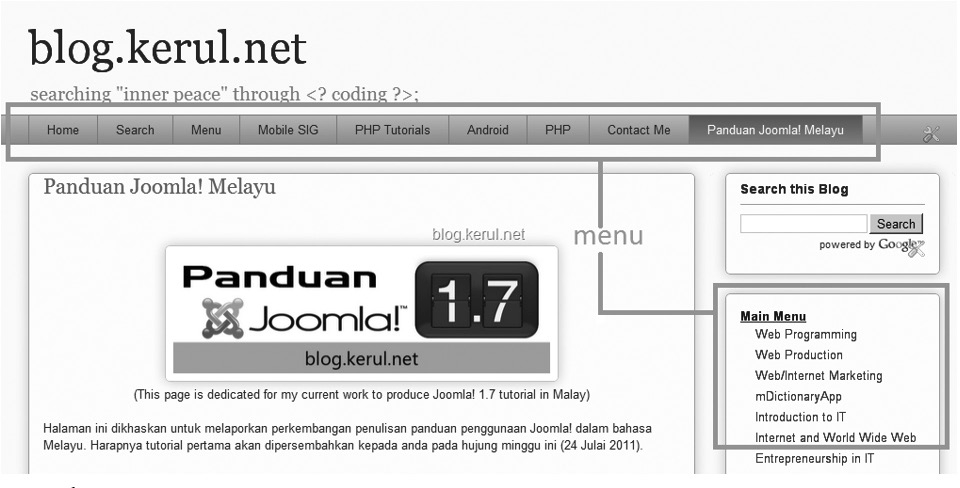 blog.kerul.net
searching "inner peace" through <? coding ?>;
Home Search Menu Mobile SIG PHP Tutorials Android PHP Contact Me Panduan Joomla! Melayu
Panduan Joomla! Melayu
blog.kerul.net
Panduan
Joomla!™
1.7
blog.kerul.net
(This page is dedicated for my current work to produce Joomla! 1.7 tutorial in Malay)
Halaman ini dikhaskan untuk melaporkan perkembangan penulisan panduan penggunaan Joomla! dalam bahasa
Melayu. Harapnya tutorial pertama akan dipersembahkan kepada anda pada hujung minggu ini (24 Julai 2011).
menu
Search this Blog
Search
powered by Google™
Main Menu
Web Programming
Web Production
Web/Internet Marketing
mDictionaryApp
Introduction to IT
Internet and World Wide Web
Entrepreneurship in IT